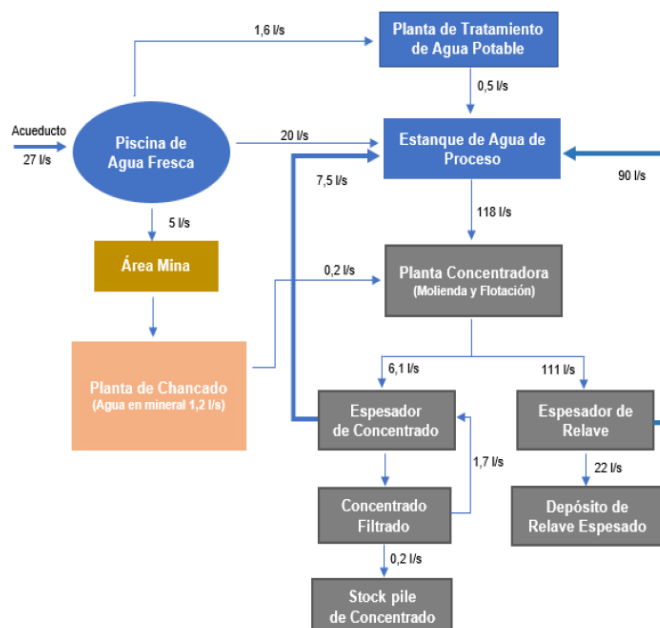 1,6 l/s
Planta de Tratamiento
de Agua Potable
0,5 l/s
Acueducto
27 l/s
Piscina de
Agua Fresca
20 l/s
Estanque de Agua de
Proceso
7,5 l/s
90 l/s
5 l/s
118 l/s
Área Mina
0,2 l/s
Planta Concentradora
(Molienda y Flotación)
Planta de Chancado
(Agua en mineral 1,2 l/s)
6,1 l/s
111 l/s
Espesador
de Concentrado
Espesador de
Relave
1,7 l/s
22 l/s
Concentrado
Filtrado
Depósito de
Relave Espesado
0,2 l/s
Stock pile
de Concentrado